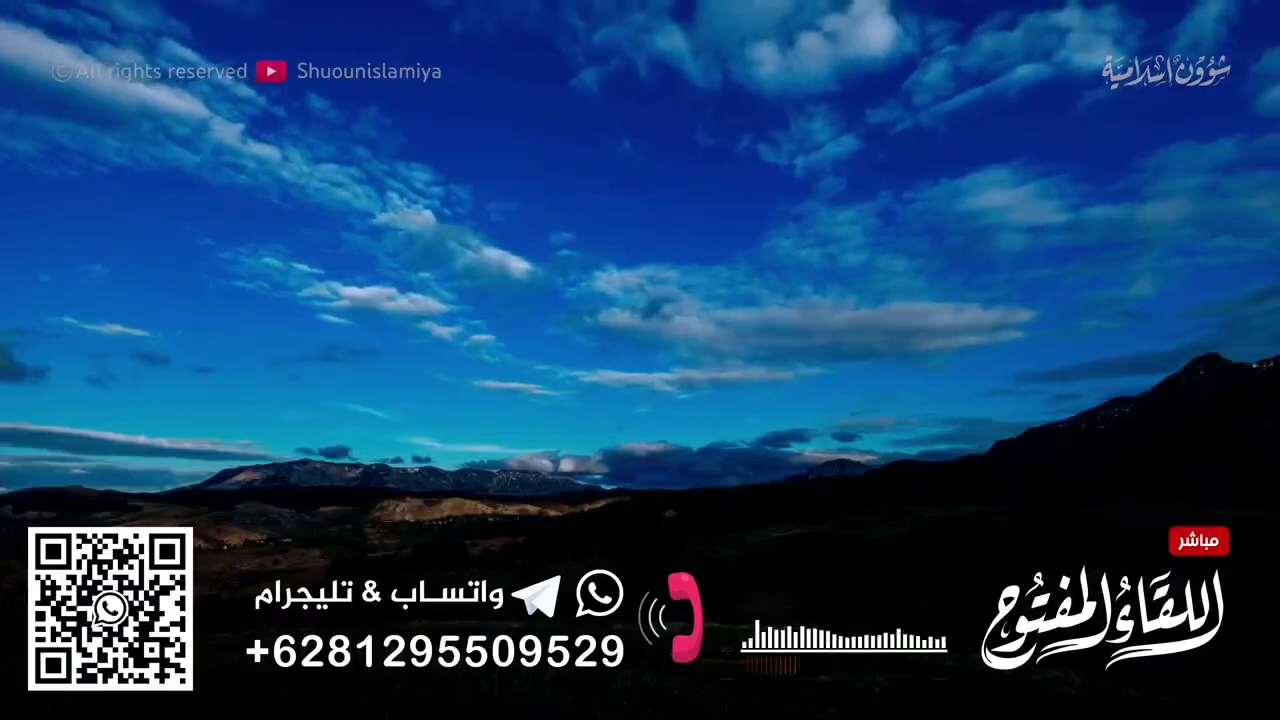 © All rights reserved Shuounislamiya
شؤون إسلامية
مباشر
اللقاء المفتوح
واتساب & تليجرام
+6281295509529